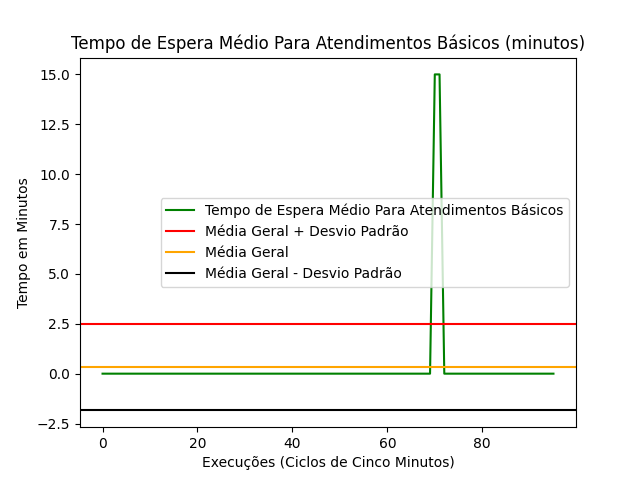 Tempo de Espera Médio Para Atendimentos Básicos (minutos)
15.0
12.5
10.0
7.5
5.0
2.5
0.0
−2.5
Tempo em Minutos
Tempo de Espera Médio Para Atendimentos Básicos
Média Geral + Desvio Padrão
Média Geral
Média Geral - Desvio Padrão
0 20 40 60 80
Execuções (Ciclos de Cinco Minutos)